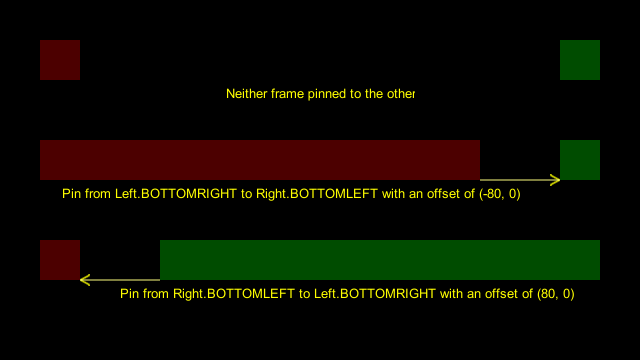 Neither frame pinned to the other
Pin from Left.BOTTOMRIGHT to Right.BOTTOMLEFT with an offset of (-80, 0)
Pin from Right.BOTTOMLEFT to Left.BOTTOMRIGHT with an offset of (80, 0)